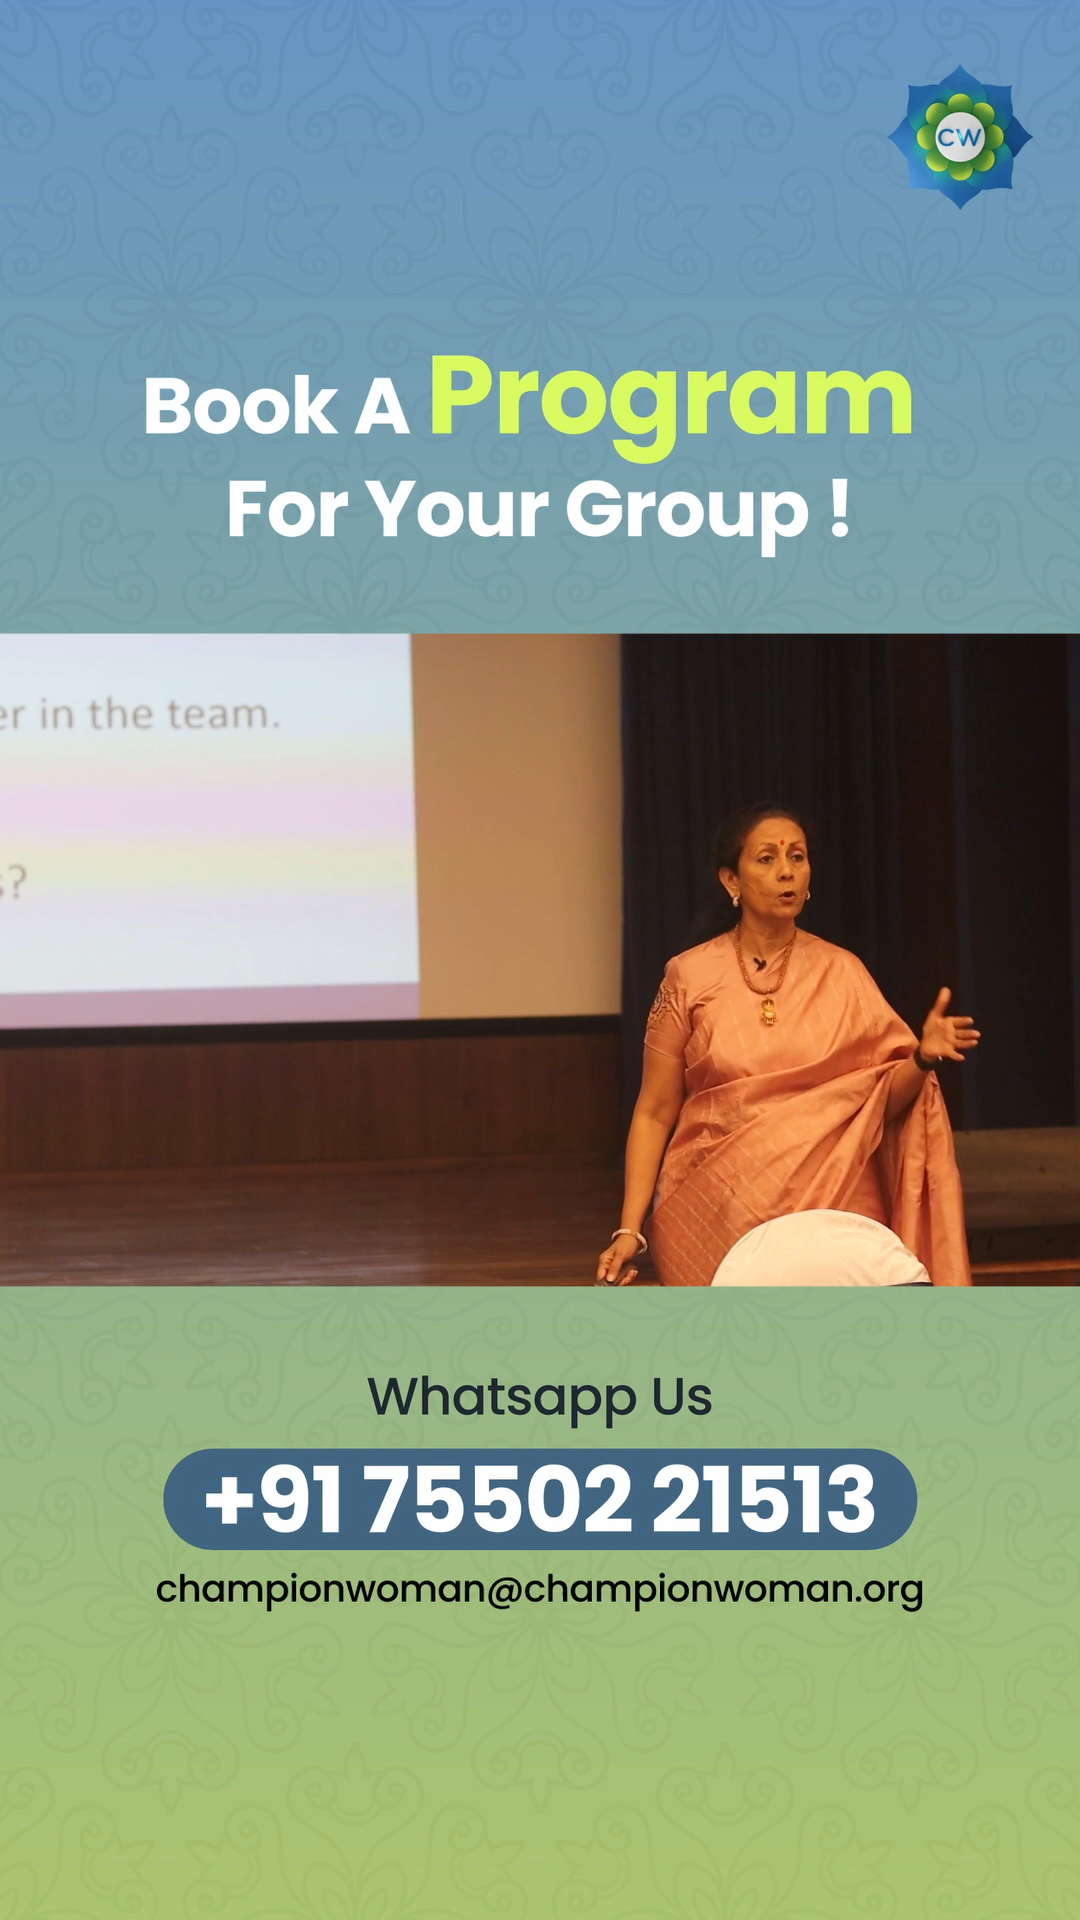 CW
Book A Program
For Your Group !
er in the team.
s?
Whatsapp Us
+91 75502 21513
championwoman@championwoman.org